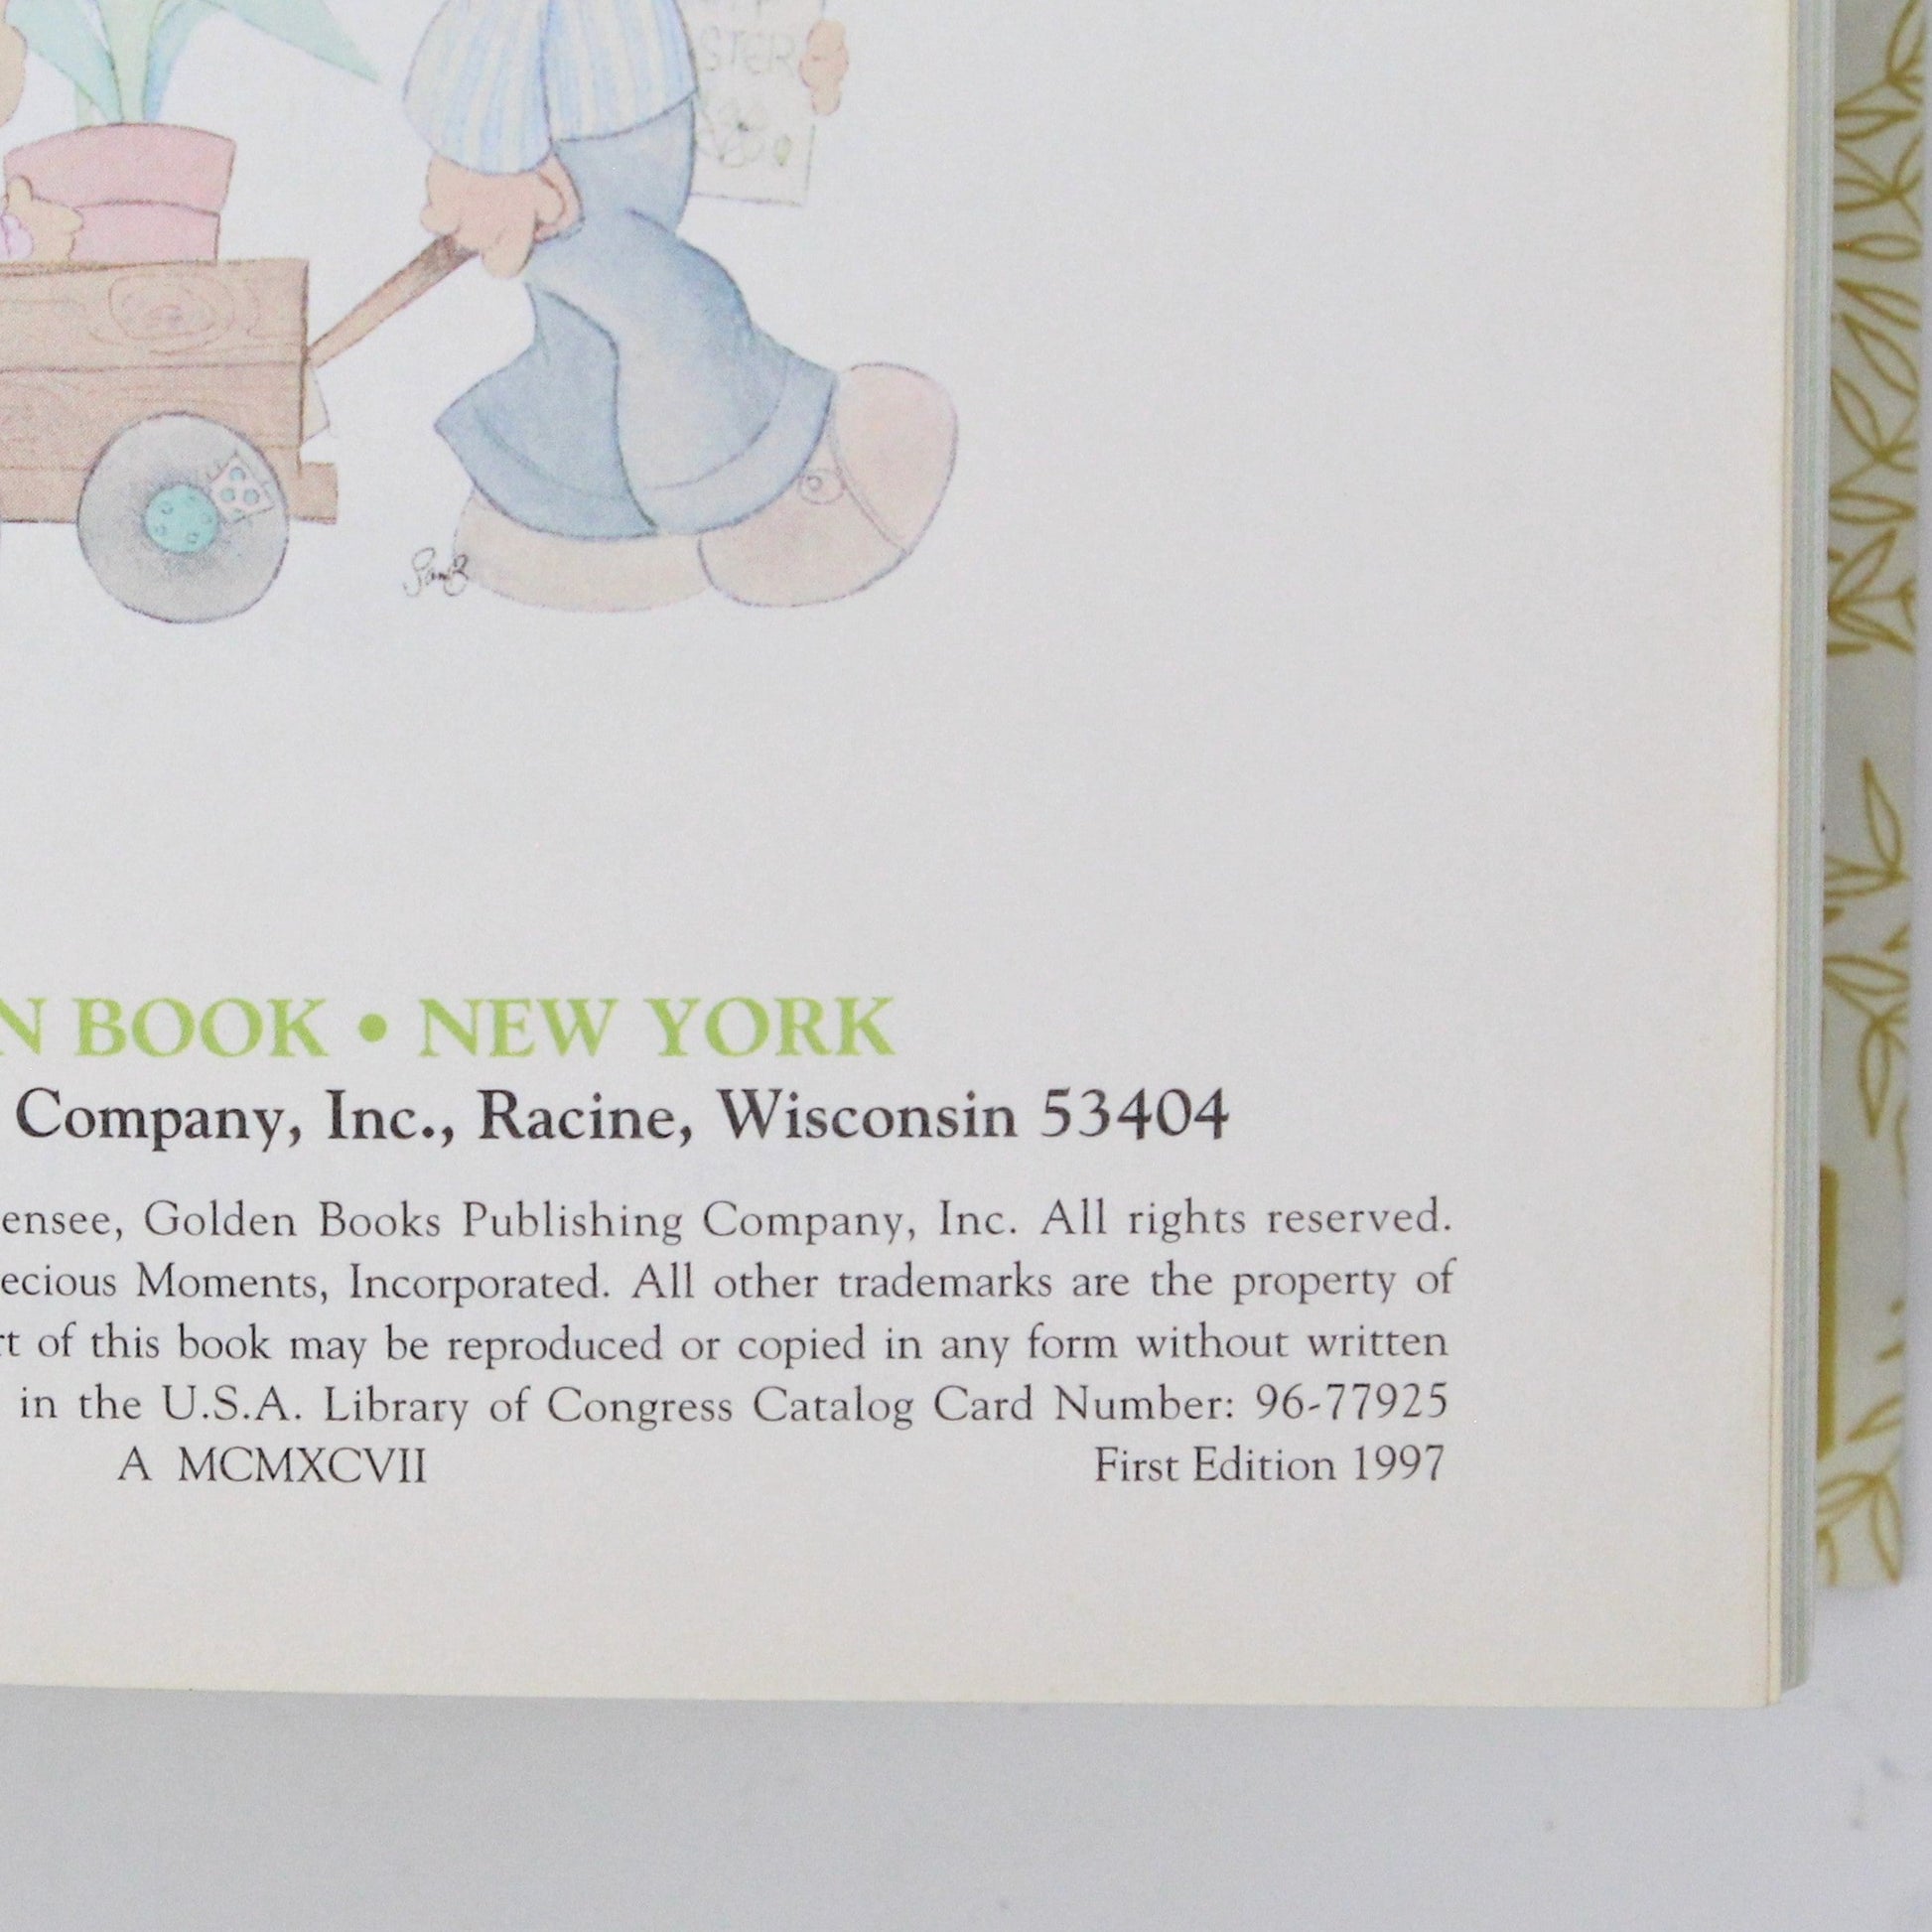 STER
SamB
N BOOK • NEW YORK
Company, Inc., Racine, Wisconsin 53404
ensee, Golden Books Publishing Company, Inc. All rights reserved.
ecious Moments, Incorporated. All other trademarks are the property of
rt of this book may be reproduced or copied in any form without written
in the U.S.A. Library of Congress Catalog Card Number: 96-77925
A MCMXCVII First Edition 1997